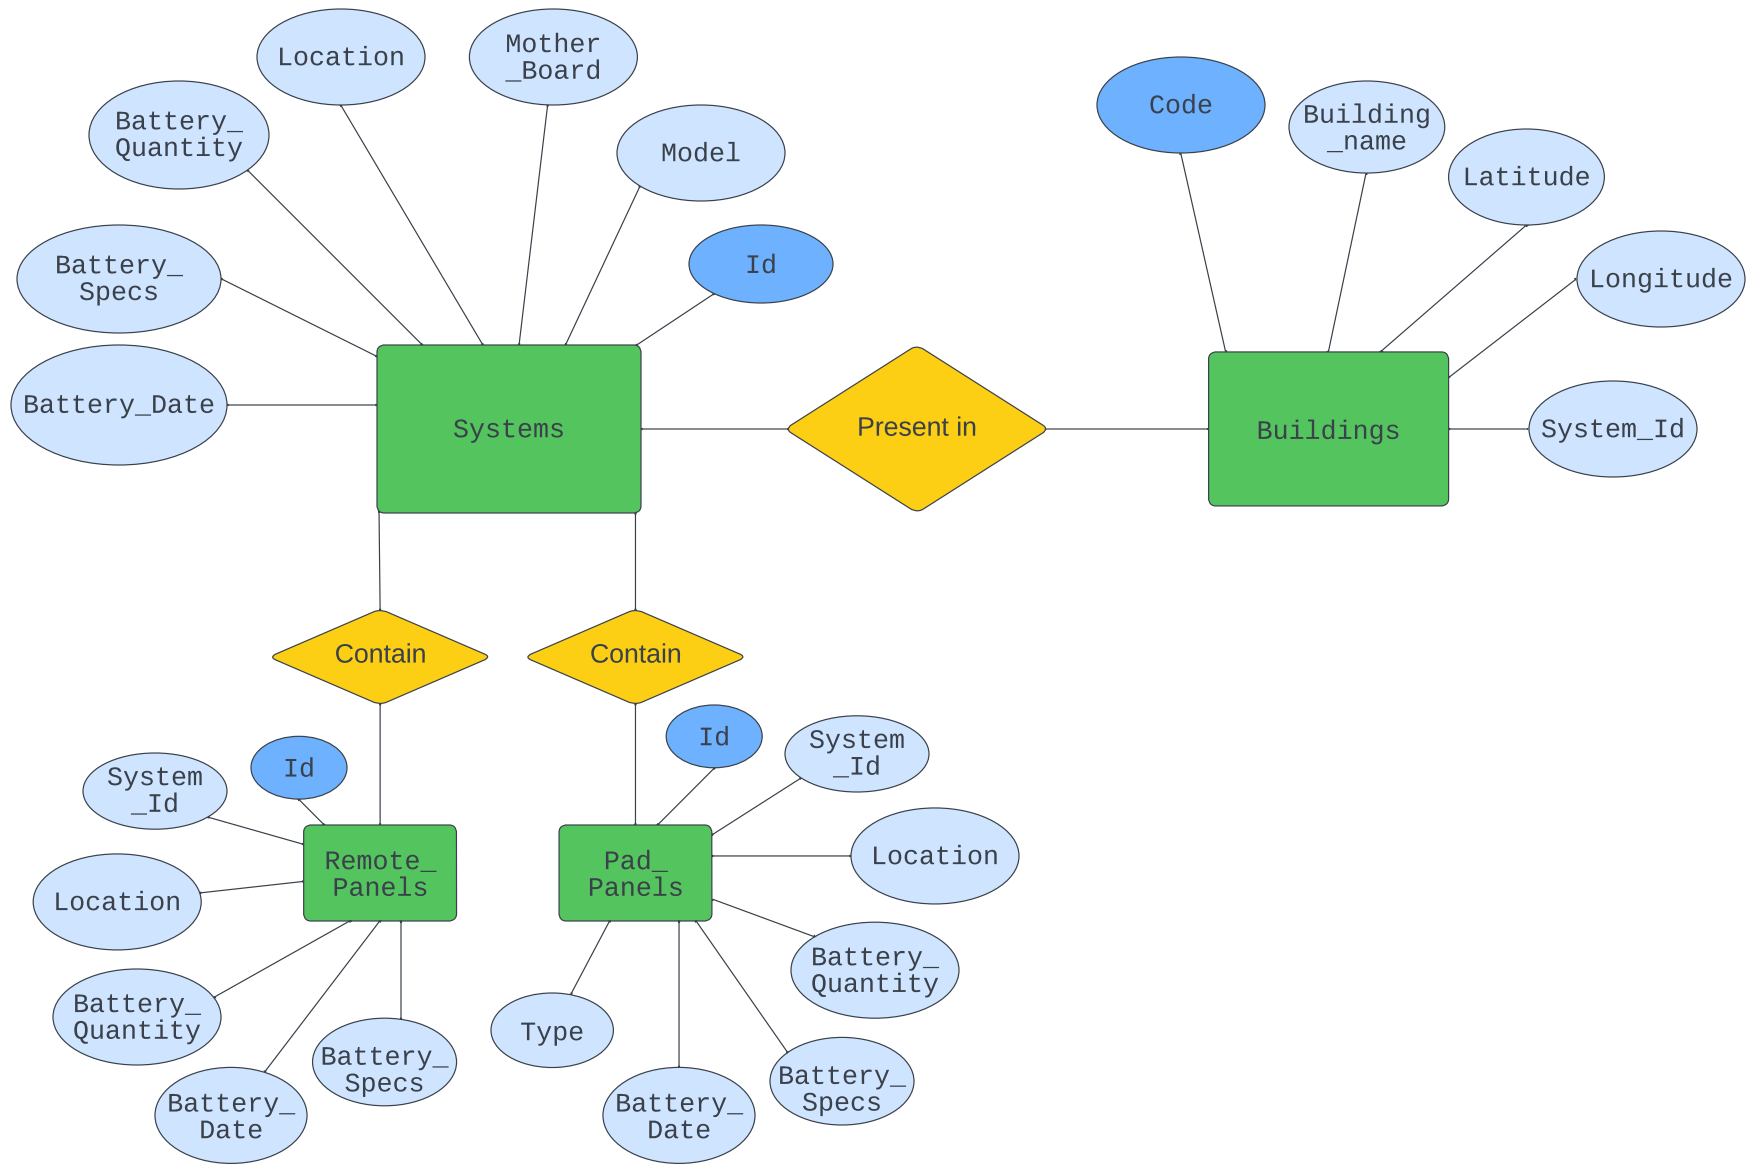 Location
Mother
_Board
Battery_
Quantity
Model
Battery_
Specs
Id
Battery_Date
Systems
Present in
Code
Building
_name
Latitude
Longitude
Buildings
System_Id
Contain
Contain
System
_Id
Id
Remote_
Panels
Location
Battery_
Quantity
Battery_
Date
Battery_
Specs
Id
System
_Id
Pad_
Panels
Location
Battery_
Quantity
Type
Battery_
Date
Battery_
Specs